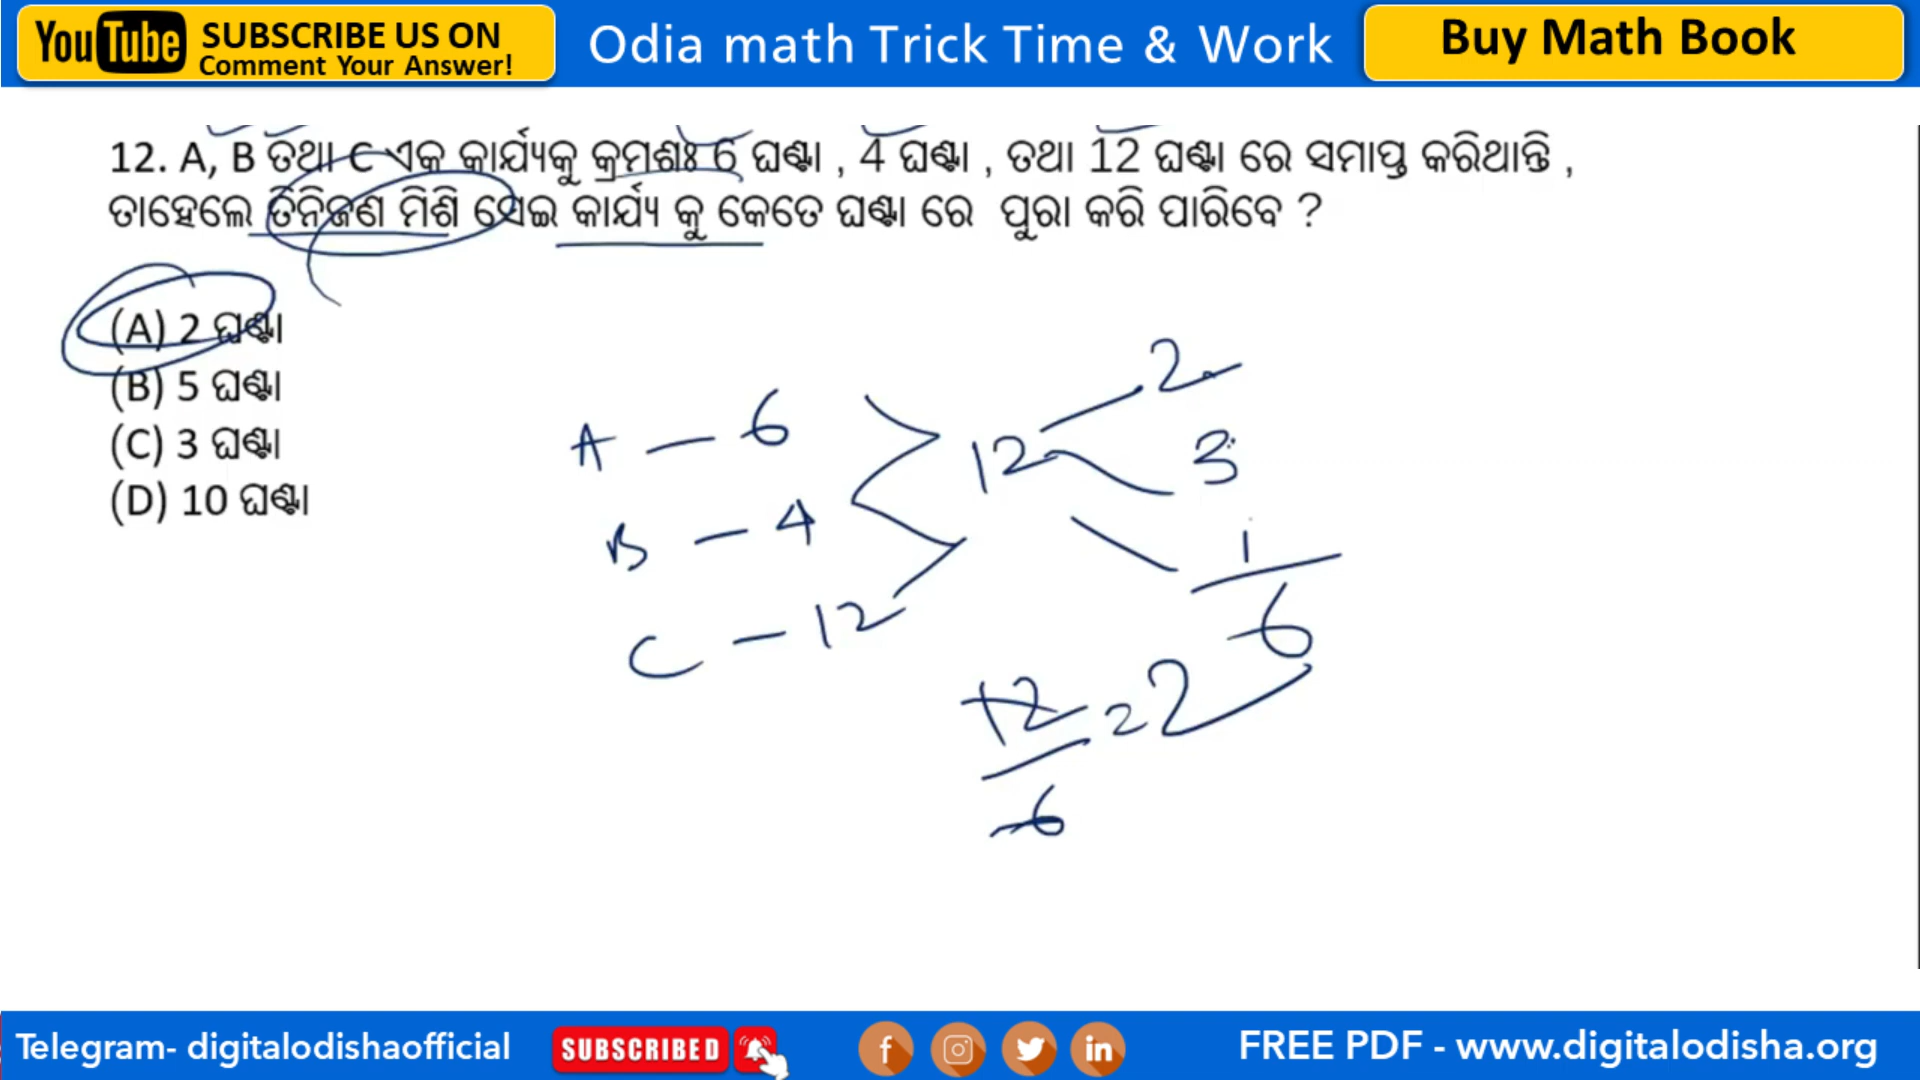 YouTube SUBSCRIBE US ON
Comment Your Answer!
Odia math Trick Time & Work
Buy Math Book
12. A, B ତଥା C ଏକ କାର୍ଯ୍ୟକୁ କ୍ରମଶଃ 6 ଘଣ୍ଟା , 4 ଘଣ୍ଟା , ତଥା 12 ଘଣ୍ଟା ରେ ସମାପ୍ତ କରିଥାନ୍ତି ,
ତାହେଲେ ତିନିଜଣ ମିଶି ସେଇ କାର୍ଯ୍ୟ କୁ କେତେ ଘଣ୍ଟା ରେ ପୁରା କରି ପାରିବେ ?
(A) 2 ଘଣ୍ଟା
(B) 5 ଘଣ୍ଟା
(C) 3 ଘଣ୍ଟା
(D) 10 ଘଣ୍ଟା
A — 6
B — 4
C — 12
12
2
3
1
6
12/6 = 2
Telegram- digitalodishaofficial
SUBSCRIBED
f
in
FREE PDF - www.digitalodisha.org